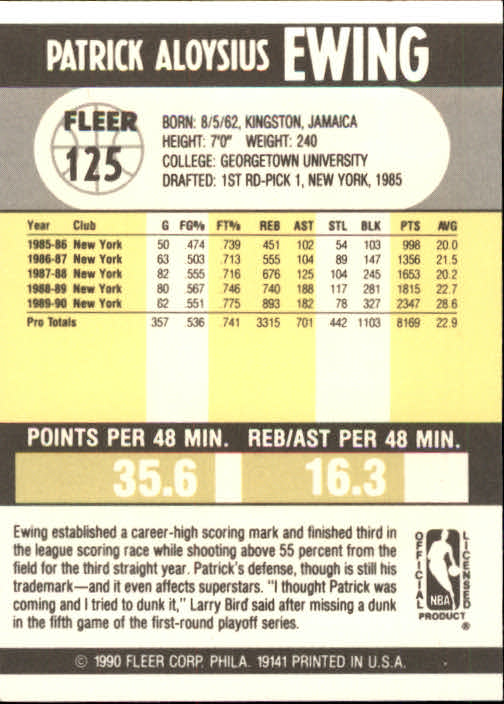 PATRICK ALOYSIUS EWING
FLEER
125
BORN: 8/5/62, KINGSTON, JAMAICA
HEIGHT: 7'0" WEIGHT: 240
COLLEGE: GEORGETOWN UNIVERSITY
DRAFTED: 1ST RD-PICK 1, NEW YORK, 1985
Year Club G FG% FT% REB AST STL BLK PTS AVG
1985-86 New York 50 .474 .739 451 102 54 103 998 20.0
1986-87 New York 63 .503 .713 555 104 89 147 1356 21.5
1987-88 New York 82 .555 .716 676 125 104 245 1653 20.2
1988-89 New York 80 .567 .746 740 188 117 281 1815 22.7
1989-90 New York 62 .551 .775 893 182 78 327 2347 28.6
Pro Totals 357 .536 .741 3315 701 442 1103 8169 22.9
POINTS PER 48 MIN. REB/AST PER 48 MIN.
35.6 16.3
Ewing established a career-high scoring mark and finished third in
the league scoring race while shooting above 55 percent from the
field for the third straight year. Patrick's defense, though is still his
trademark—and it even affects superstars. "I thought Patrick was
coming and I tried to dunk it," Larry Bird said after missing a dunk
in the fifth game of the first-round playoff series.
OFFICIAL LICENSED
NBA
PRODUCT ®
© 1990 FLEER CORP. PHILA. 19141 PRINTED IN U.S.A.